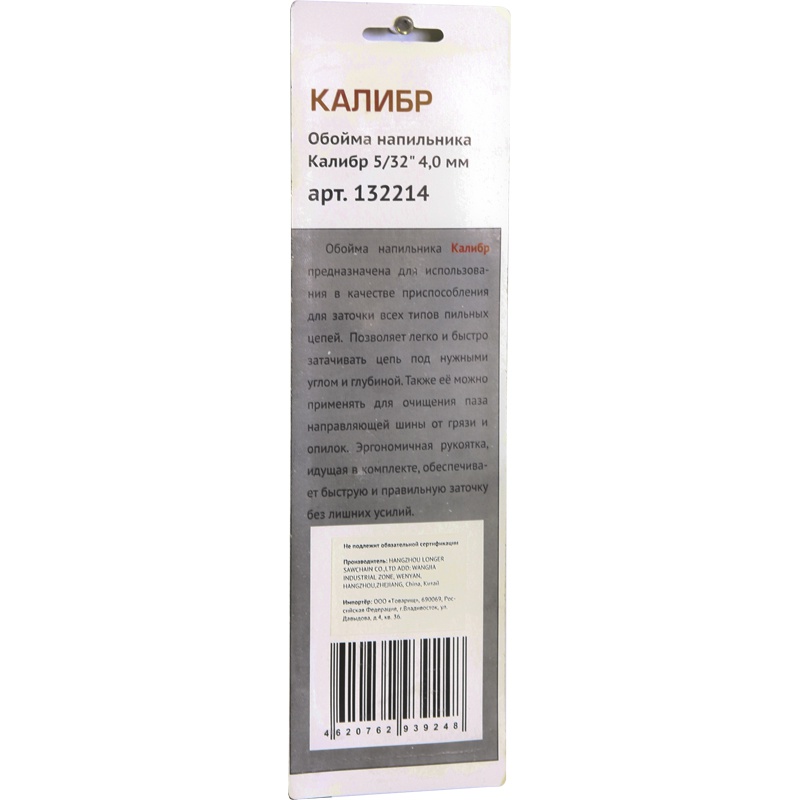 КАЛИБР
Обойма напильника
Калибр 5/32" 4,0 мм
арт. 132214
Обойма напильника Калибр
предназначена для использова-
ния в качестве приспособления
для заточки всех типов пильных
цепей. Позволяет легко и быстро
затачивать цепь под нужными
углом и глубиной. Также её можно
применять для очищения паза
направляющей шины от грязи и
опилок. Эргономичная рукоятка,
идущая в комплекте, обеспечива-
ет быструю и правильную заточку
без лишних усилий.
Не подлежит обязательной сертификации
Производитель: HANGZHOU LONGER
SAWCHAIN CO.,LTD ADD: WANGJIA
INDUSTRIAL ZONE, WENYAN,
HANGZHOU,ZHEJIANG, China, Китай
Импортёр: ООО «Товарищ», 690069, Рос-
сийская Федерация, г.Владивосток, ул.
Давыдова, д.4, кв. 36.
4 620762 939248